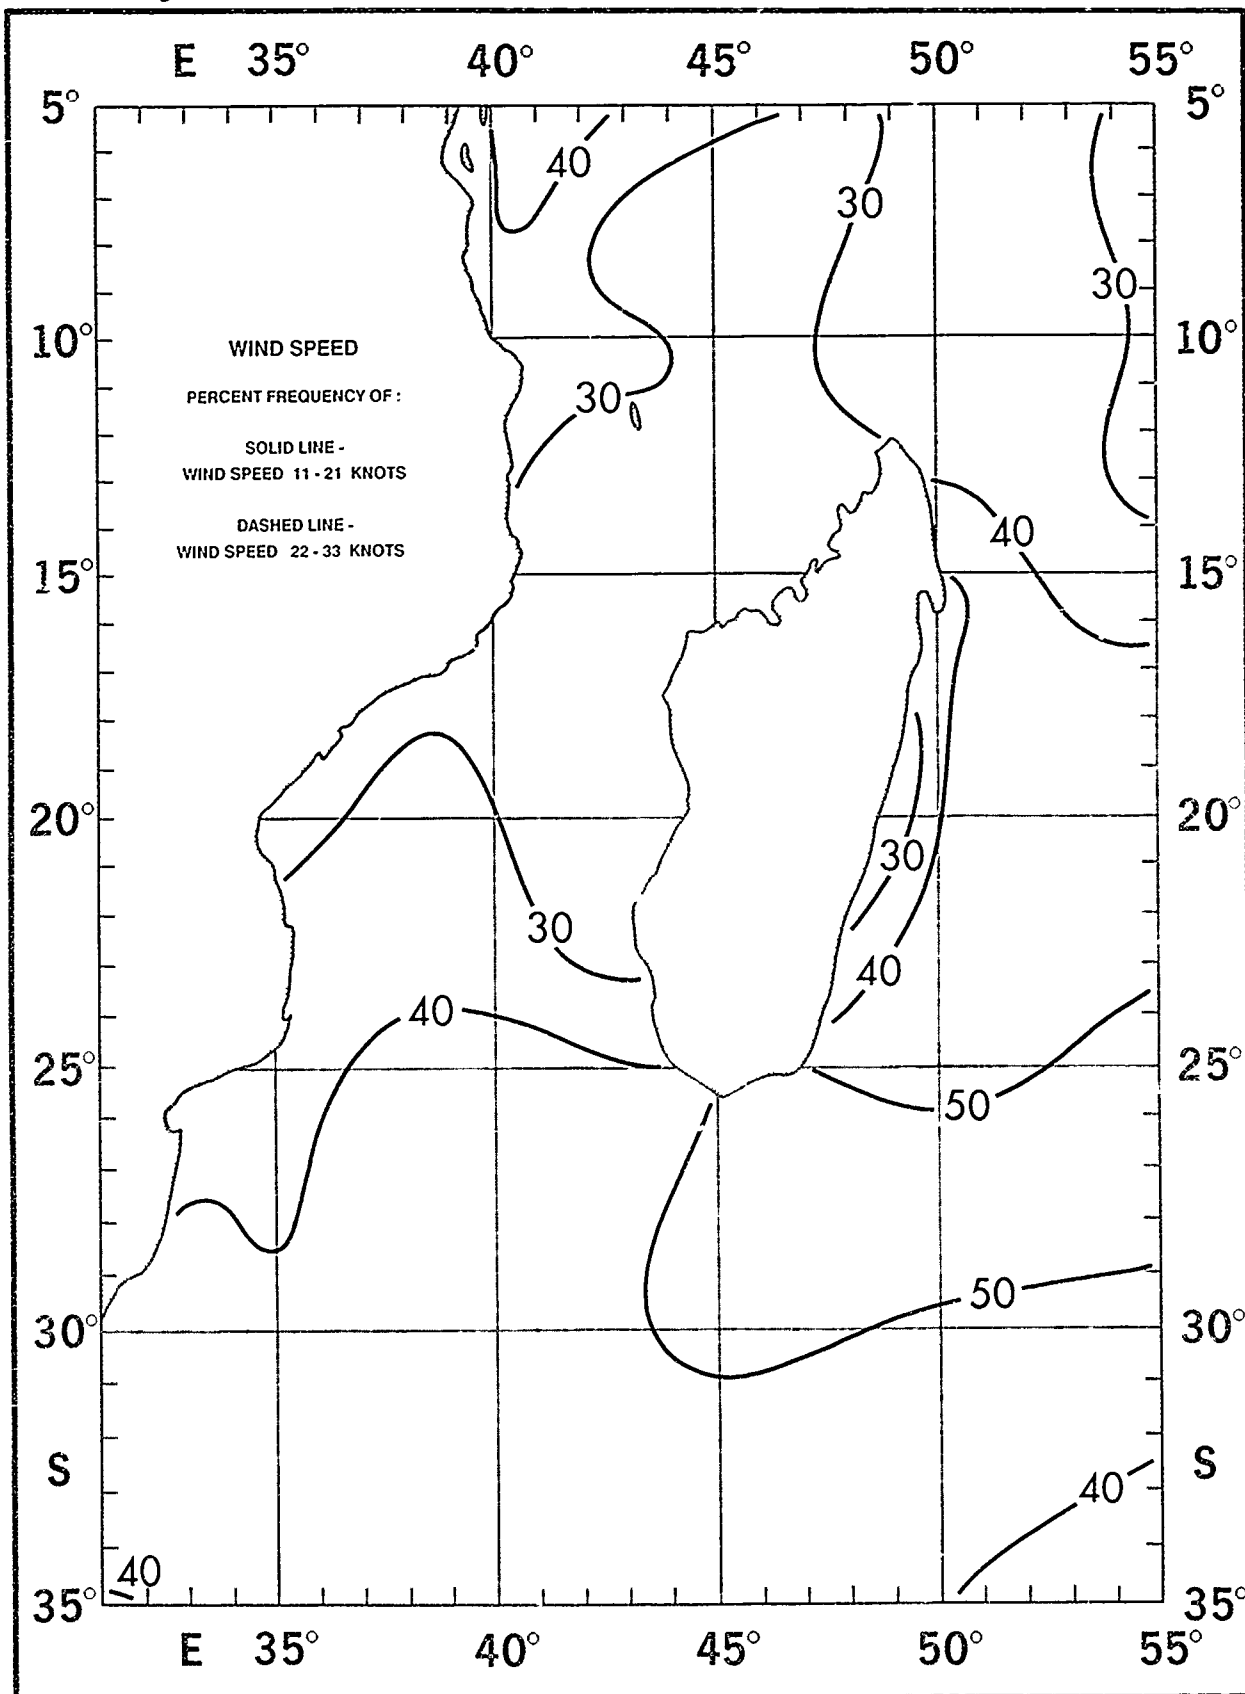 E 35° 40° 45° 50° 55°
5° 5°
40
30
30
30
10° 10°
WIND SPEED
PERCENT FREQUENCY OF :
30
SOLID LINE -
WIND SPEED 11 - 21 KNOTS
DASHED LINE -
WIND SPEED 22 - 33 KNOTS
40
15° 15°
20° 20°
30
30
40
40
25° 25°
50
50
30° 30°
S S
40
40
35° 35°
E 35° 40° 45° 50° 55°